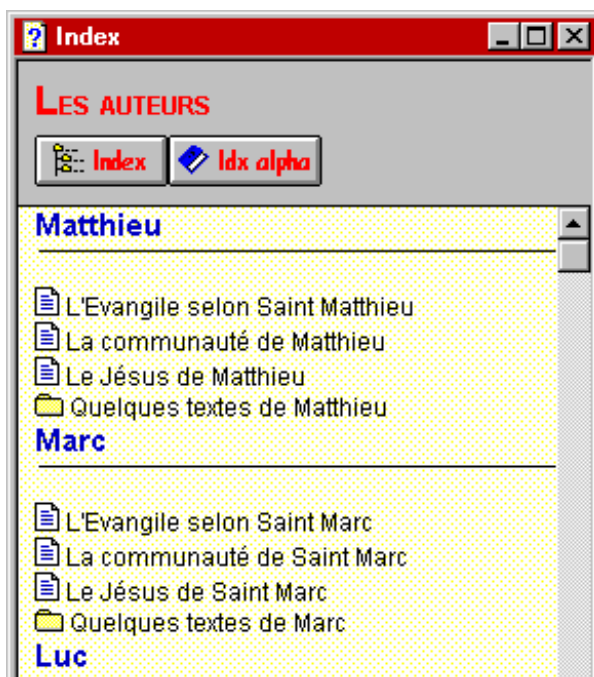 Index
LES AUTEURS
Index Idx alpha
Matthieu
L'Evangile selon Saint Matthieu
La communauté de Matthieu
Le Jésus de Matthieu
Quelques textes de Matthieu
Marc
L'Evangile selon Saint Marc
La communauté de Saint Marc
Le Jésus de Saint Marc
Quelques textes de Marc
Luc